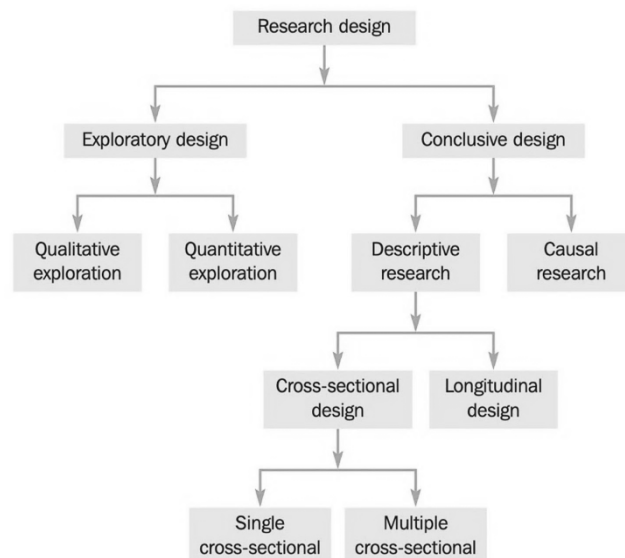 Research design
Exploratory design
Conclusive design
Qualitative
exploration
Quantitative
exploration
Descriptive
research
Causal
research
Cross-sectional
design
Longitudinal
design
Single
cross-sectional
Multiple
cross-sectional